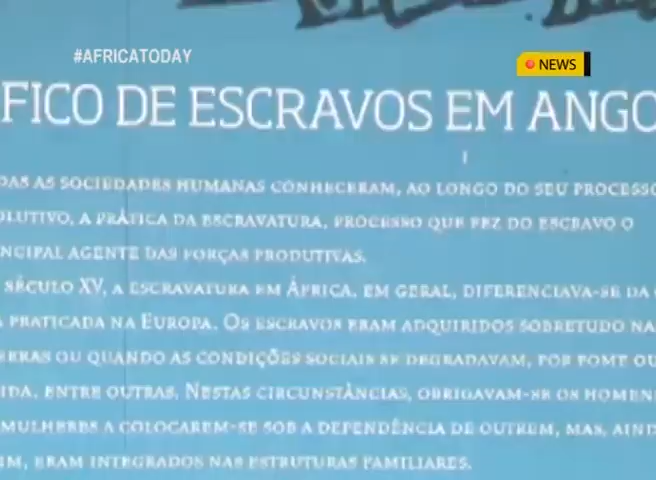 #AFRICATODAY
NEWS
FICO DE ESCRAVOS EM ANGO
DAS AS SOCIEDADES HUMANAS CONHECERAM, AO LONGO DO SEU PROCESSO
OLUTIVO, A PRÁTICA DA ESCRAVATURA, PROCESSO QUE FEZ DO ESCRAVO O
NCIPAL AGENTE DAS FORÇAS PRODUTIVAS.
SÉCULO XV, A ESCRAVATURA EM ÁFRICA, EM GERAL, DIFERENCIAVA-SE DA
A PRATICADA NA EUROPA. OS ESCRAVOS ERAM ADQUIRIDOS SOBRETUDO NA
ERRAS OU QUANDO AS CONDIÇÕES SOCIAIS SE DEGRADAVAM, POR FOME OU
IDA, ENTRE OUTRAS. NESTAS CIRCUNSTÂNCIAS, OBRIGAVAM-SE OS HOMEN
MULHERES A COLOCAREM-SE SOB A DEPENDÊNCIA DE OUTREM, MAS, AIND
IM, ERAM INTEGRADOS NAS ESTRUTURAS FAMILIARES.